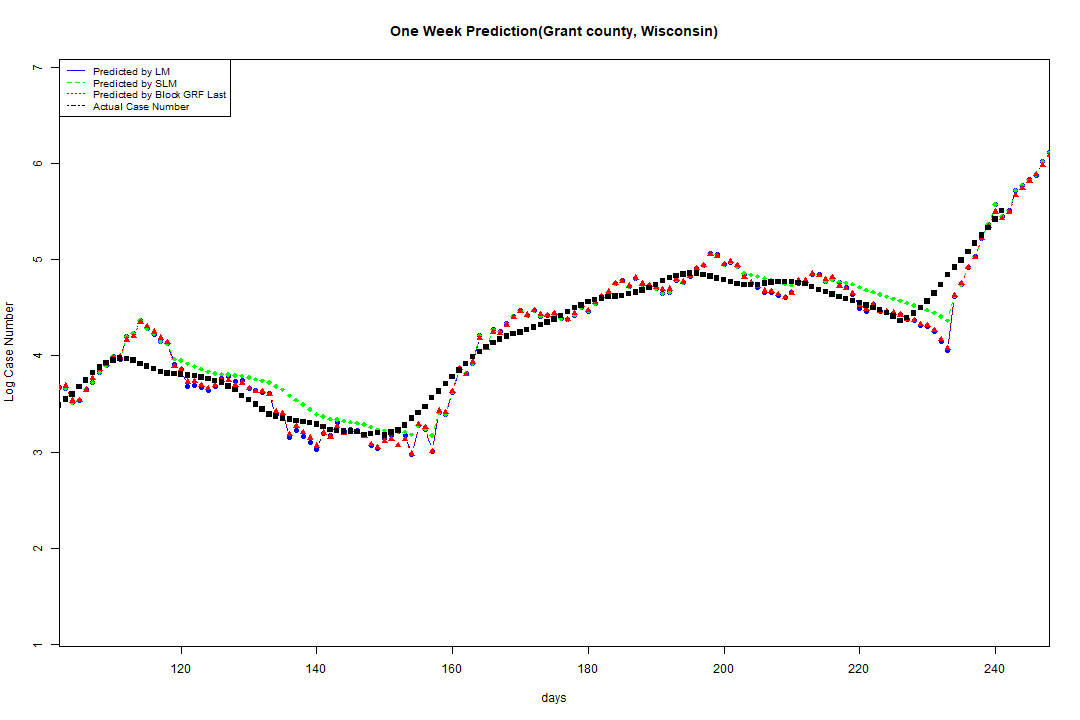 One Week Prediction(Grant county, Wisconsin)
Predicted by LM
Predicted by SLM
Predicted by Block GRF Last
Actual Case Number
7
6
5
4
3
2
1
Log Case Number
120 140 160 180 200 220 240
days